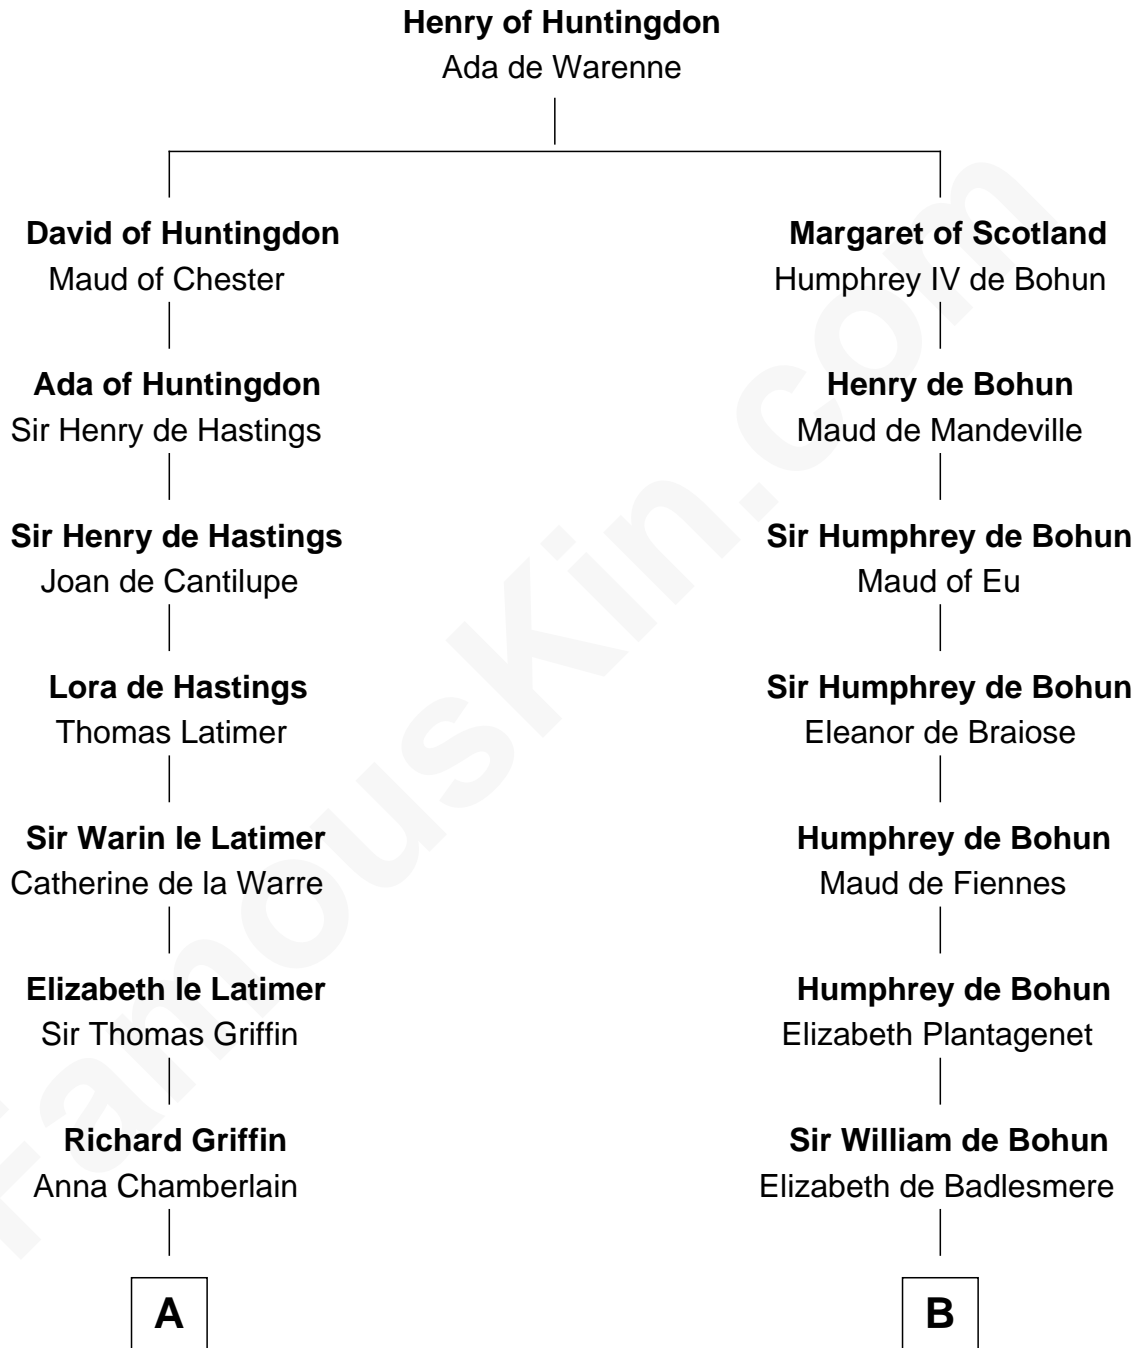 Henry of Huntingdon
Ada de Warenne
David of Huntingdon
Maud of Chester
Ada of Huntingdon
Sir Henry de Hastings
Sir Henry de Hastings
Joan de Cantilupe
Lora de Hastings
Thomas Latimer
Sir Warin le Latimer
Catherine de la Warre
Elizabeth le Latimer
Sir Thomas Griffin
Richard Griffin
Anna Chamberlain
A
Margaret of Scotland
Humphrey IV de Bohun
Henry de Bohun
Maud de Mandeville
Sir Humphrey de Bohun
Maud of Eu
Sir Humphrey de Bohun
Eleanor de Braiose
Humphrey de Bohun
Maud de Fiennes
Humphrey de Bohun
Elizabeth Plantagenet
Sir William de Bohun
Elizabeth de Badlesmere
B
FamousKin.com